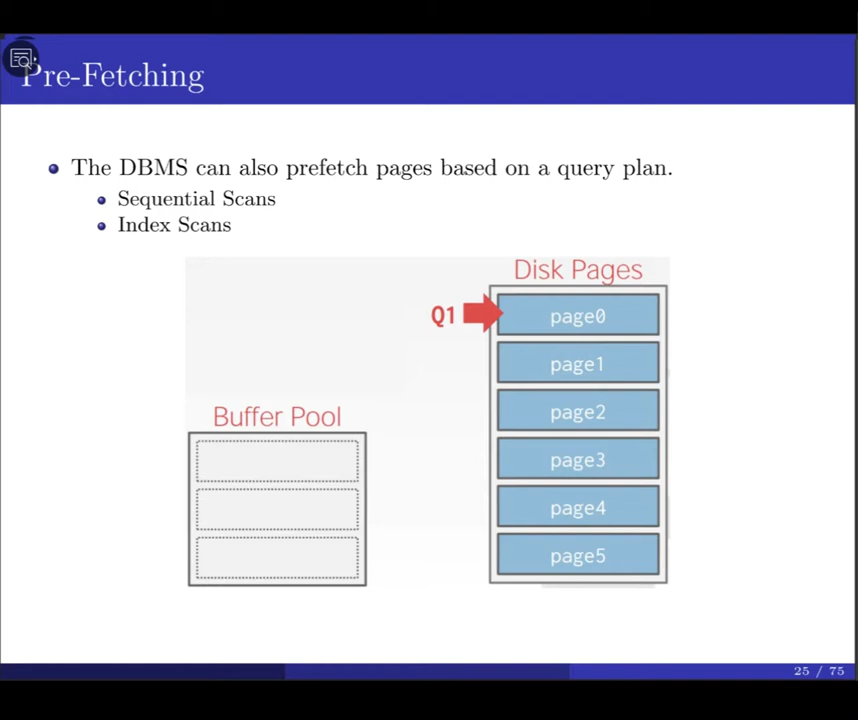 Pre-Fetching
The DBMS can also prefetch pages based on a query plan.
Sequential Scans
Index Scans
Disk Pages
Q1
page0
page1
page2
page3
page4
page5
Buffer Pool
25 / 75